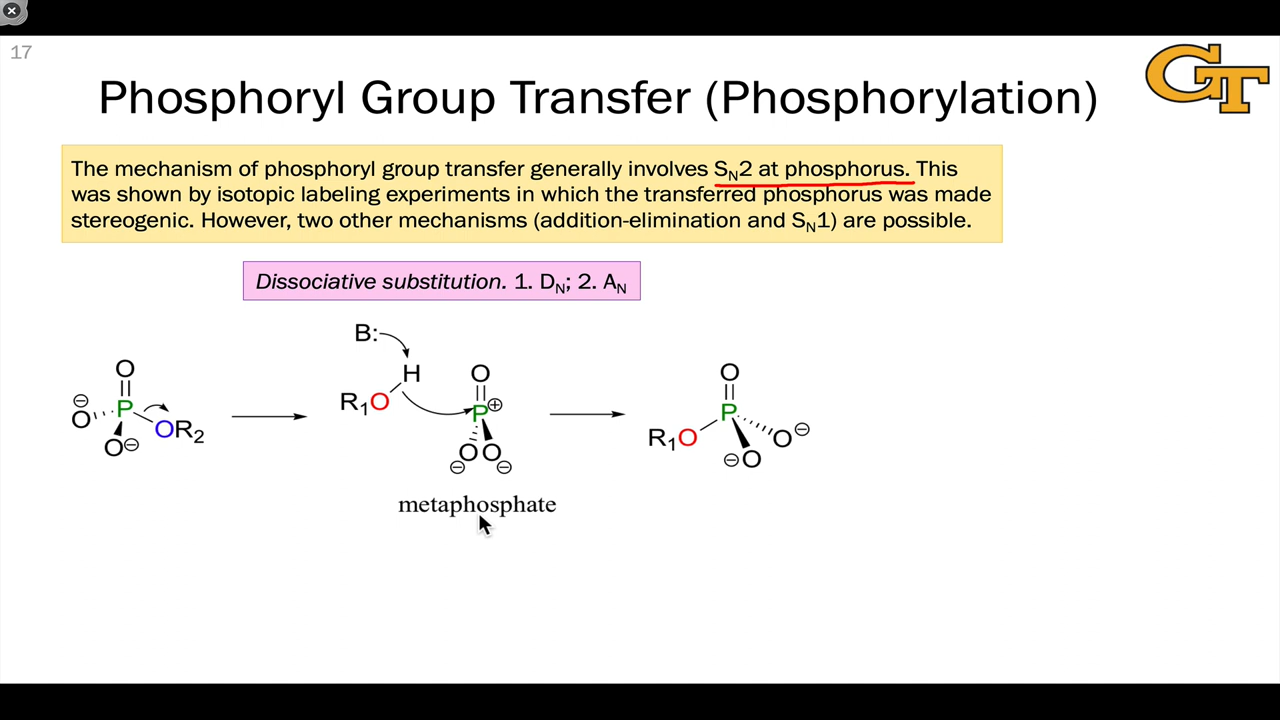 17
GT
Phosphoryl Group Transfer (Phosphorylation)
The mechanism of phosphoryl group transfer generally involves SN2 at phosphorus. This
was shown by isotopic labeling experiments in which the transferred phosphorus was made
stereogenic. However, two other mechanisms (addition-elimination and SN1) are possible.
Dissociative substitution. 1. DN; 2. AN
O
⊖
O
P
OR2
O⊖
B:
H
R1O
O
P⊕
O O
⊖ ⊖
metaphosphate
O
P
R1O
O⊖
⊖O